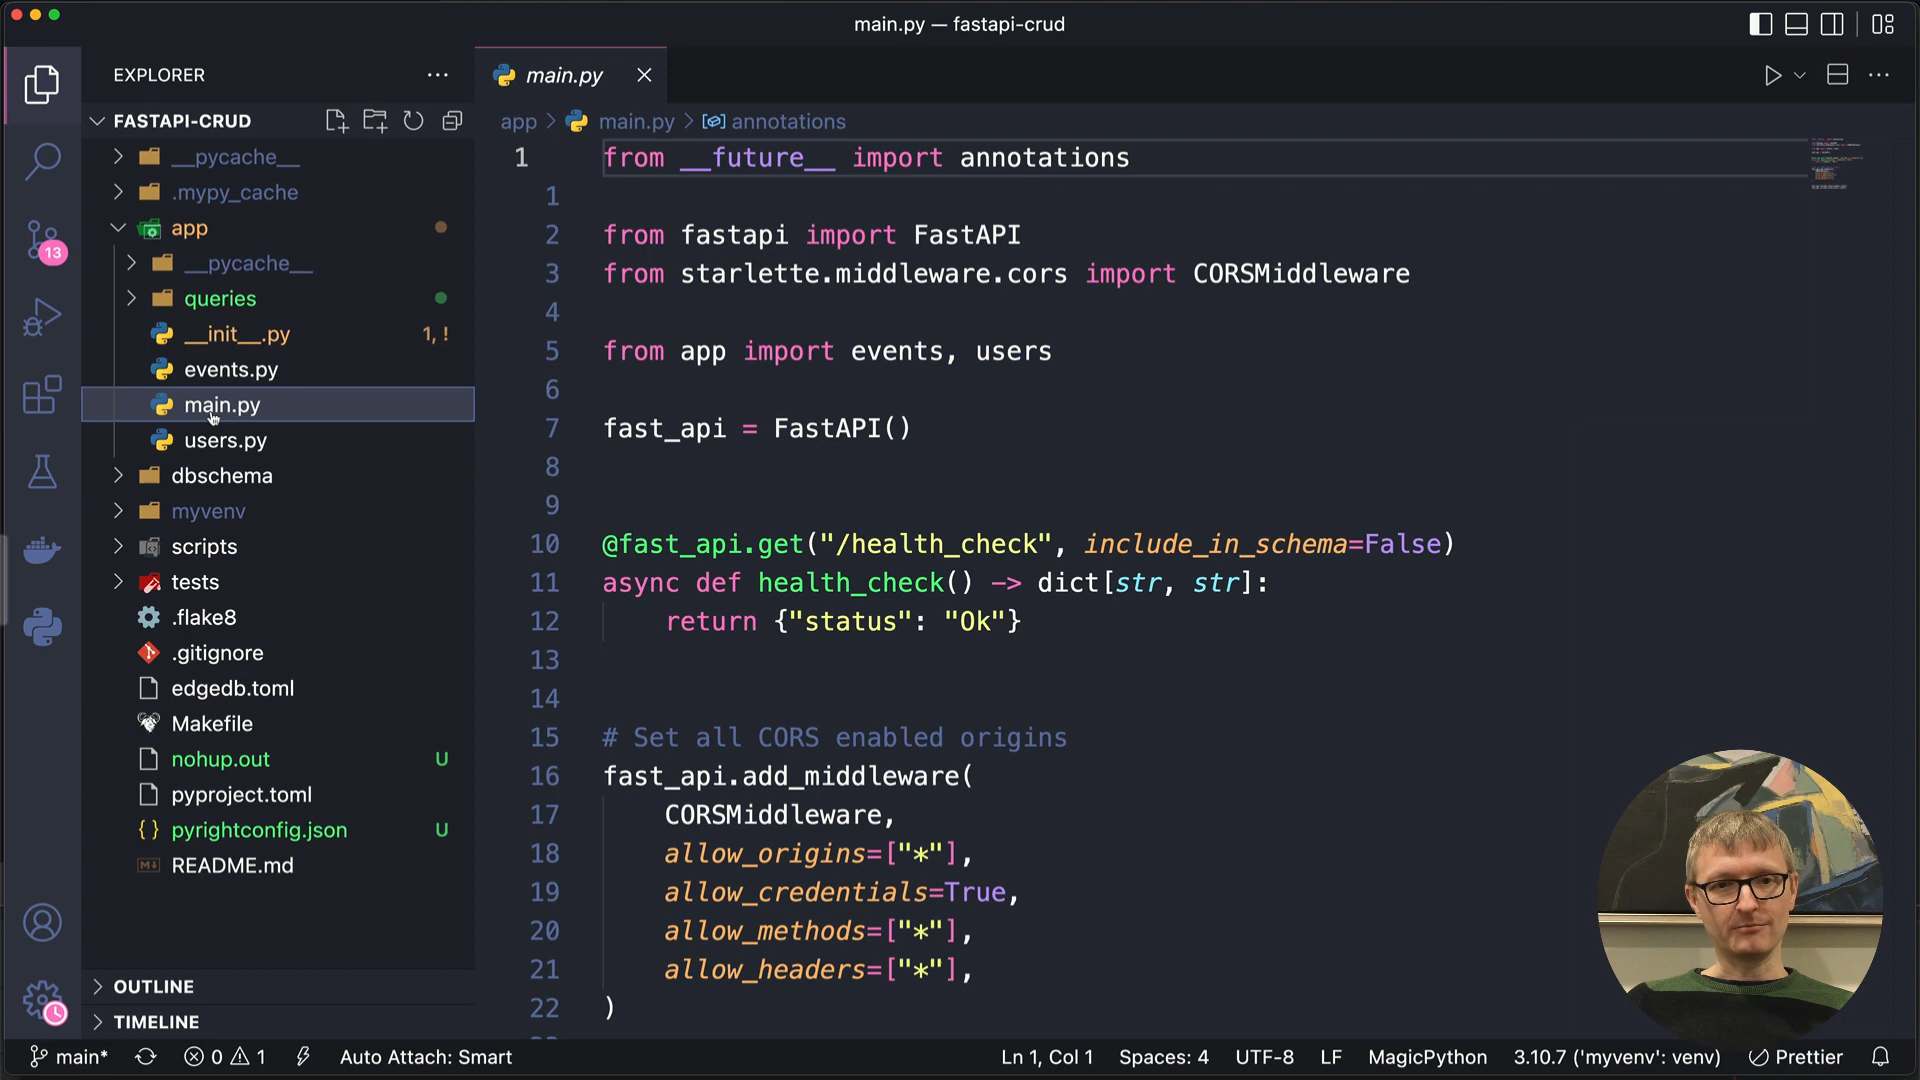 main.py — fastapi-crud
EXPLORER
main.py
FASTAPI-CRUD
app > main.py > annotations
__pycache__
.mypy_cache
app
__pycache__
queries
__init__.py 1, !
events.py
main.py
users.py
dbschema
myvenv
scripts
tests
.flake8
.gitignore
edgedb.toml
Makefile
nohup.out U
pyproject.toml
pyrightconfig.json U
README.md
OUTLINE
TIMELINE
13
1 from __future__ import annotations
1
2 from fastapi import FastAPI
3 from starlette.middleware.cors import CORSMiddleware
4
5 from app import events, users
6
7 fast_api = FastAPI()
8
9
10 @fast_api.get("/health_check", include_in_schema=False)
11 async def health_check() -> dict[str, str]:
12 return {"status": "Ok"}
13
14
15 # Set all CORS enabled origins
16 fast_api.add_middleware(
17 CORSMiddleware,
18 allow_origins=["*"],
19 allow_credentials=True,
20 allow_methods=["*"],
21 allow_headers=["*"],
22 )
main* 0 1 Auto Attach: Smart Ln 1, Col 1 Spaces: 4 UTF-8 LF MagicPython 3.10.7 ('myvenv': venv) Prettier